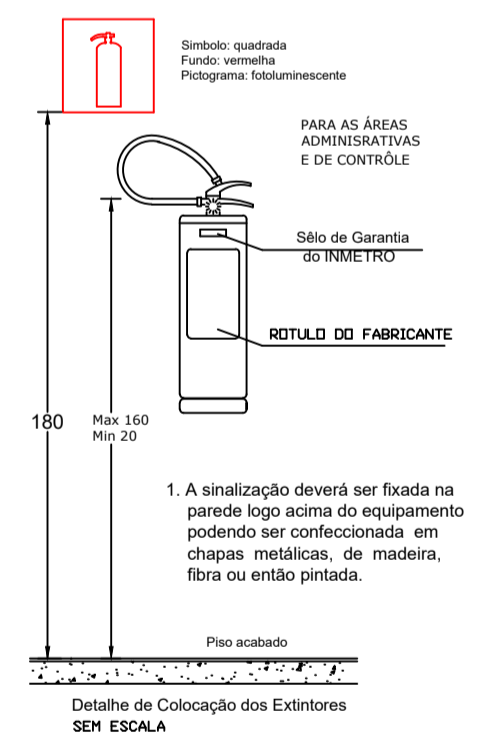 Simbolo: quadrada
Fundo: vermelha
Pictograma: fotoluminescente
PARA AS ÁREAS
ADMINISRATIVAS
E DE CONTRÔLE
Sêlo de Garantia
do INMETRO
ROTULO DO FABRICANTE
180
Max 160
Min 20
1. A sinalização deverá ser fixada na
parede logo acima do equipamento
podendo ser confeccionada em
chapas metálicas, de madeira,
fibra ou então pintada.
Piso acabado
Detalhe de Colocação dos Extintores
SEM ESCALA